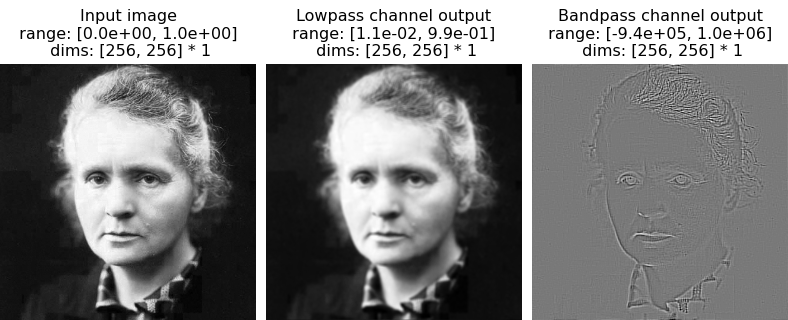 Input image
range: [0.0e+00, 1.0e+00]
dims: [256, 256] * 1
Lowpass channel output
range: [1.1e-02, 9.9e-01]
dims: [256, 256] * 1
Bandpass channel output
range: [-9.4e+05, 1.0e+06]
dims: [256, 256] * 1